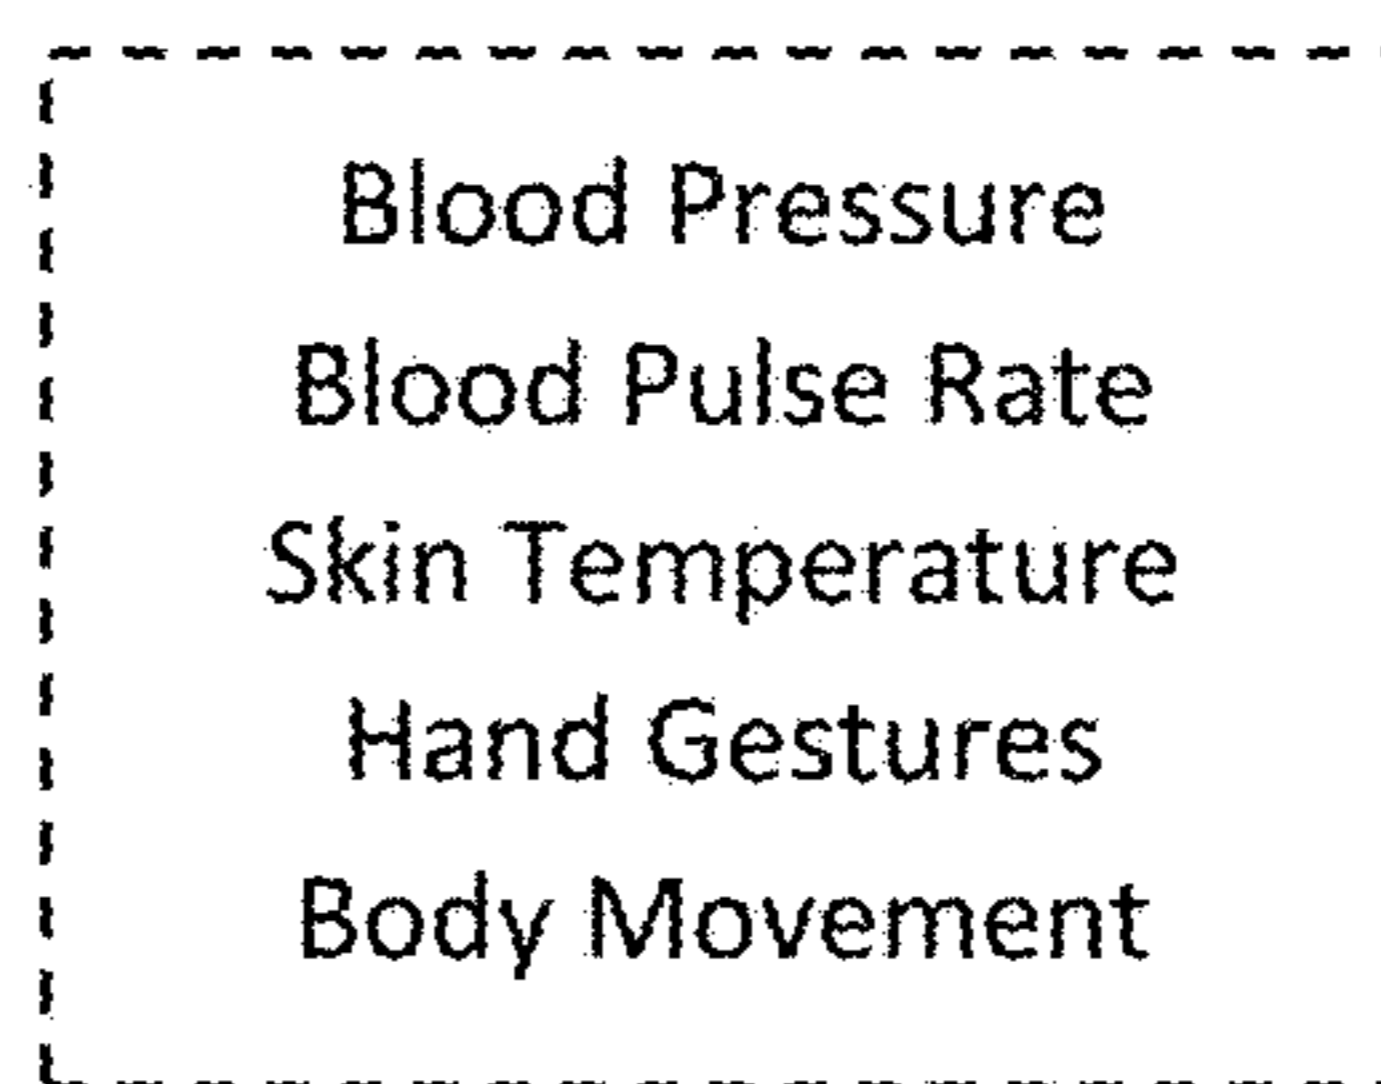 Blood Pressure
Blood Pulse Rate
Skin Temperature
Hand Gestures
Body Movement